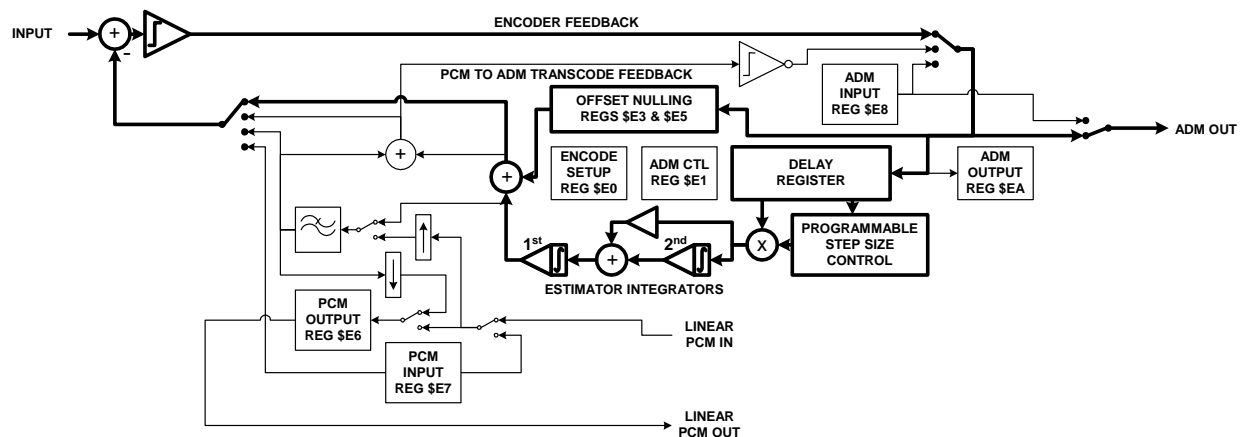 INPUT
+
-
ENCODER FEEDBACK
PCM TO ADM TRANSCODE FEEDBACK
ADM
INPUT
REG $E8
OFFSET NULLING
REGS $E3 & $E5
ADM OUT
+
+
ENCODE
SETUP
REG $E0
ADM CTL
REG $E1
DELAY
REGISTER
ADM
OUTPUT
REG $EA
PROGRAMMABLE
STEP SIZE
CONTROL
1st
+
2nd
X
ESTIMATOR INTEGRATORS
PCM
OUTPUT
REG $E6
LINEAR
PCM IN
PCM
INPUT
REG $E7
LINEAR
PCM OUT